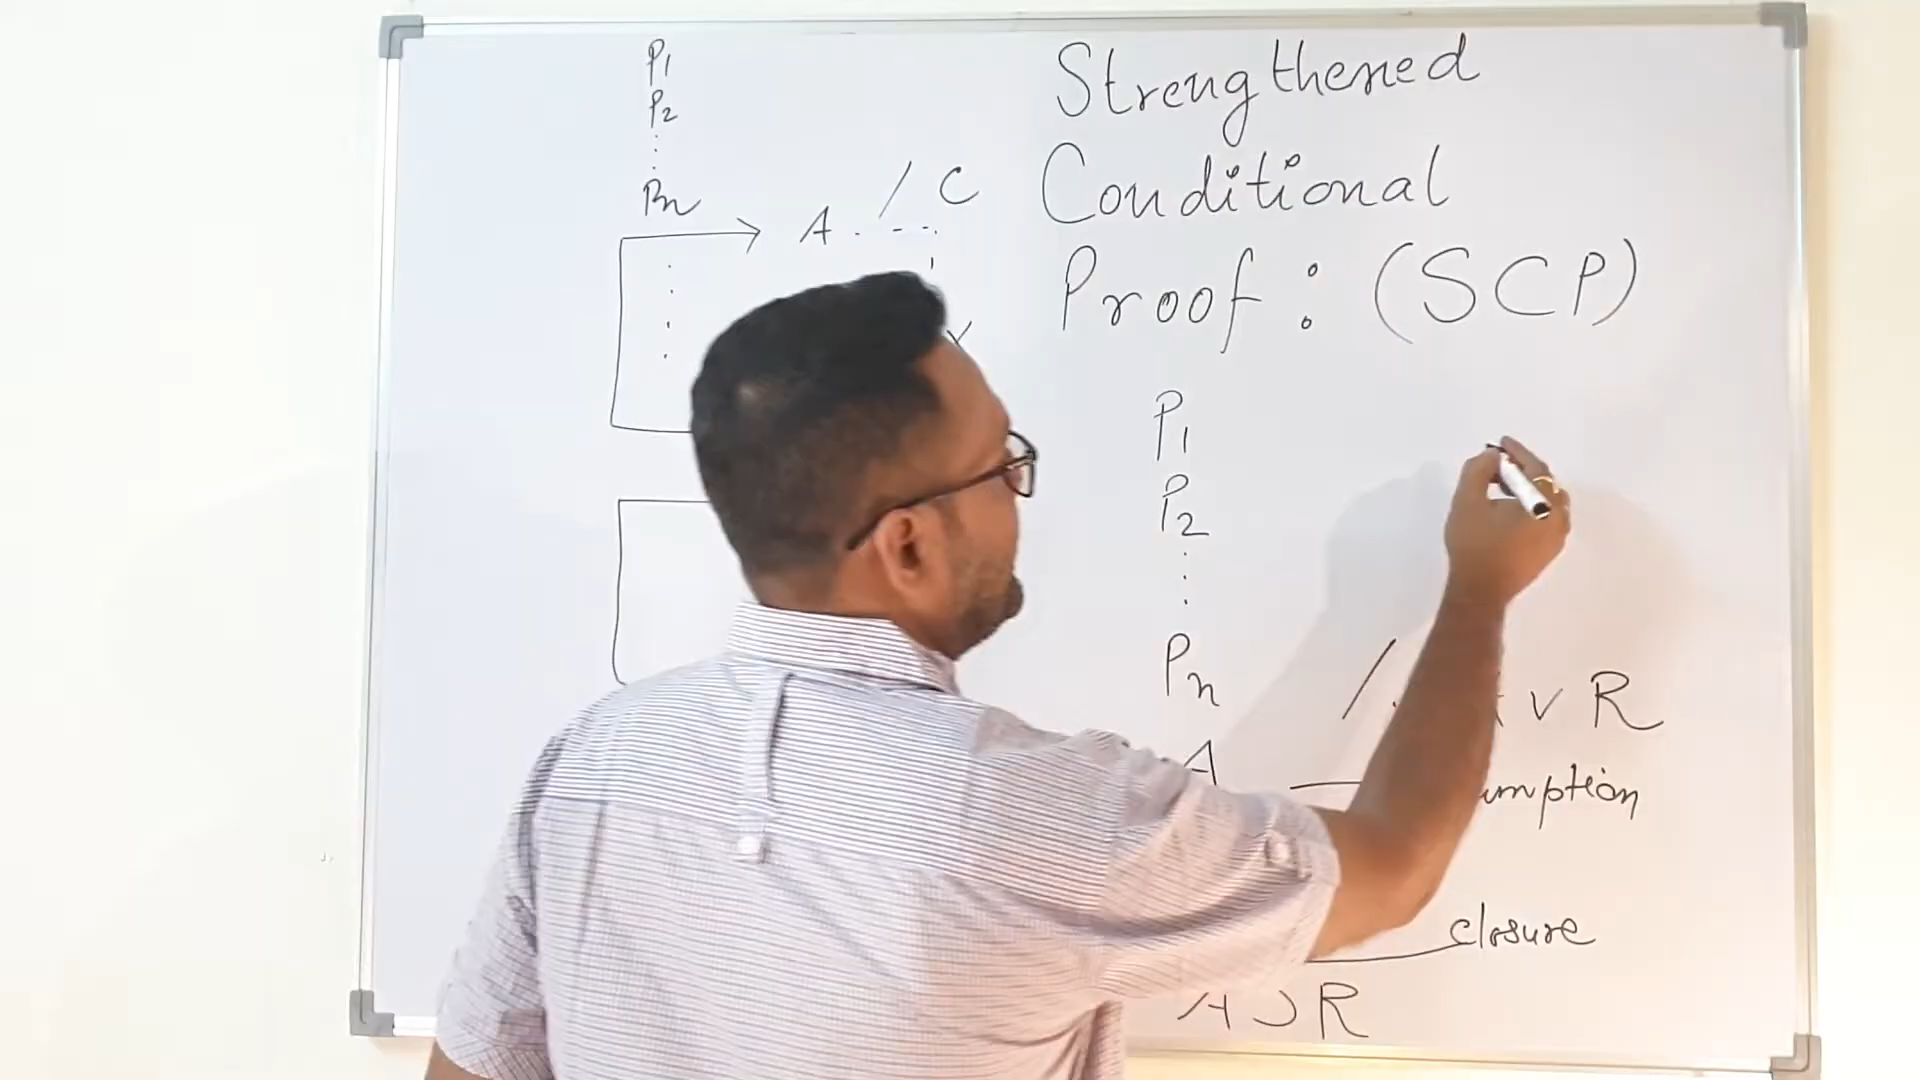 P1
P2
⋮
Pn / C
A . - - .
Strengthened
Conditional
Proof : (SCP)
P1
P2
⋮
Pn / ∨ R
A
closure
A ⊃ R